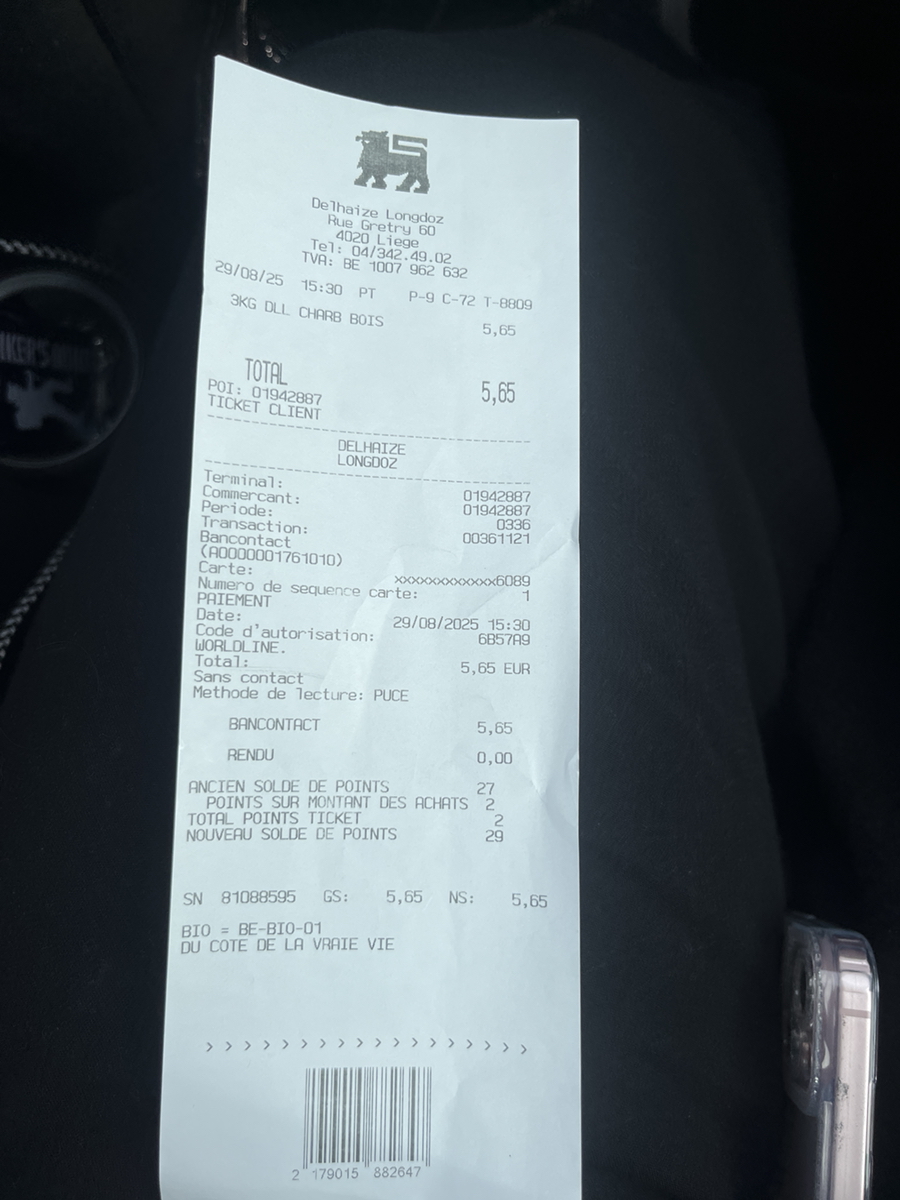 Delhaize Longdoz
Rue Gretry 60
4020 Liege
Tel: 04/342.49.02
TVA: BE 1007 962 632
29/08/25 15:30 PT P-9 C-72 T-8809
3KG DLL CHARB BOIS 5,65
TOTAL 5,65
POI: 01942887
TICKET CLIENT
DELHAIZE
LONGDOZ
Terminal: 01942887
Commercant: 01942887
Periode: 0336
Transaction: 00361121
Bancontact
(A0000001761010)
Carte: xxxxxxxxxxxxx6089
Numero de sequence carte: 1
PAIEMENT
Date: 29/08/2025 15:30
Code d'autorisation: 6B57A9
WORLDLINE.
Total: 5,65 EUR
Sans contact
Methode de lecture: PUCE
BANCONTACT 5,65
RENDU 0,00
ANCIEN SOLDE DE POINTS 27
POINTS SUR MONTANT DES ACHATS 2
TOTAL POINTS TICKET 2
NOUVEAU SOLDE DE POINTS 29
SN 81088595 GS: 5,65 NS: 5,65
BIO = BE-BIO-01
DU COTE DE LA VRAIE VIE
> > > > > > > > > > > > > > > > >
2 179015 882647